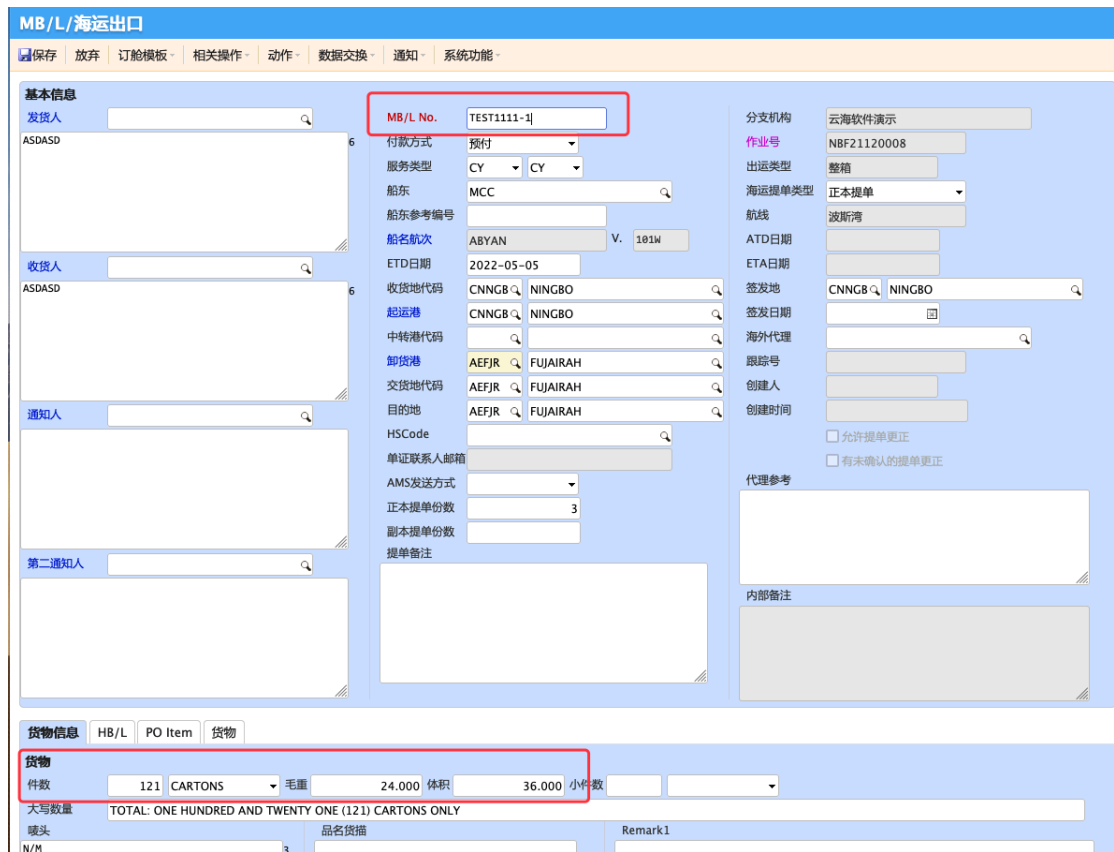 MB/L/海运出口
保存 放弃 订舱模板 相关操作 动作 数据交换 通知 系统功能
基本信息
发货人
ASDASD
6
收货人
ASDASD
6
通知人
第二通知人
MB/L No. TEST1111-1
付款方式 预付
服务类型 CY CY
船东 MCC
船东参考编号
船名航次 ABYAN V. 101W
ETD日期 2022-05-05
收货地代码 CNNGB NINGBO
起运港 CNNGB NINGBO
中转港代码
卸货港 AEFJR FUJAIRAH
交货地代码 AEFJR FUJAIRAH
目的地 AEFJR FUJAIRAH
HSCode
单证联系人邮箱
AMS发送方式
正本提单份数 3
副本提单份数
提单备注
分支机构 云海软件演示
作业号 NBF21120008
出运类型 整箱
海运提单类型 正本提单
航线 波斯湾
ATD日期
ETA日期
签发地 CNNGB NINGBO
签发日期
海外代理
跟踪号
创建人
创建时间
允许提单更正
有未确认的提单更正
代理参考
内部备注
货物信息 HB/L PO Item 货物
货物
件数 121 CARTONS 毛重 24.000 体积 36.000 小件数
大写数量 TOTAL: ONE HUNDRED AND TWENTY ONE (121) CARTONS ONLY
唛头 品名货描 Remark1
N/M 3